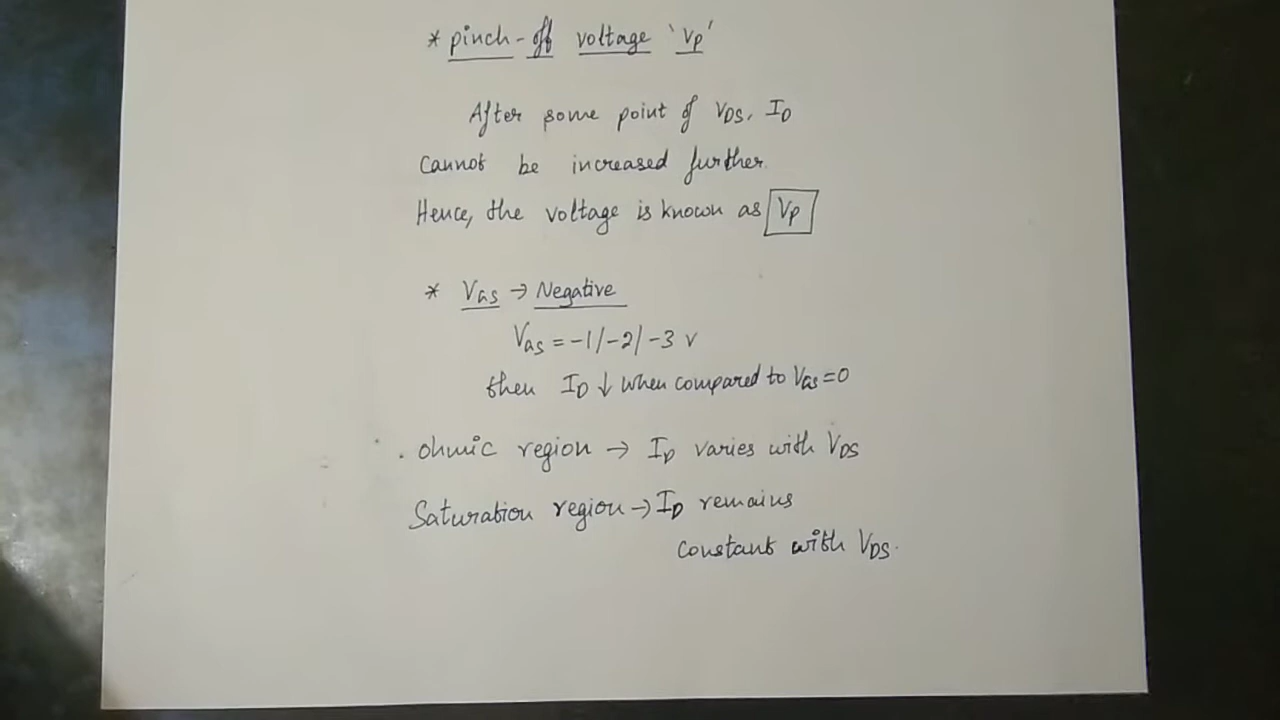 * pinch-off voltage 'Vp'
After some point of VDS, ID
cannot be increased further.
Hence, the voltage is known as Vp
* VGS → Negative
VGS = -1/-2/-3 v
then ID ↓ when compared to VGS=0
. ohmic region → ID varies with VDS
Saturation region → ID remains
constant with VDS.